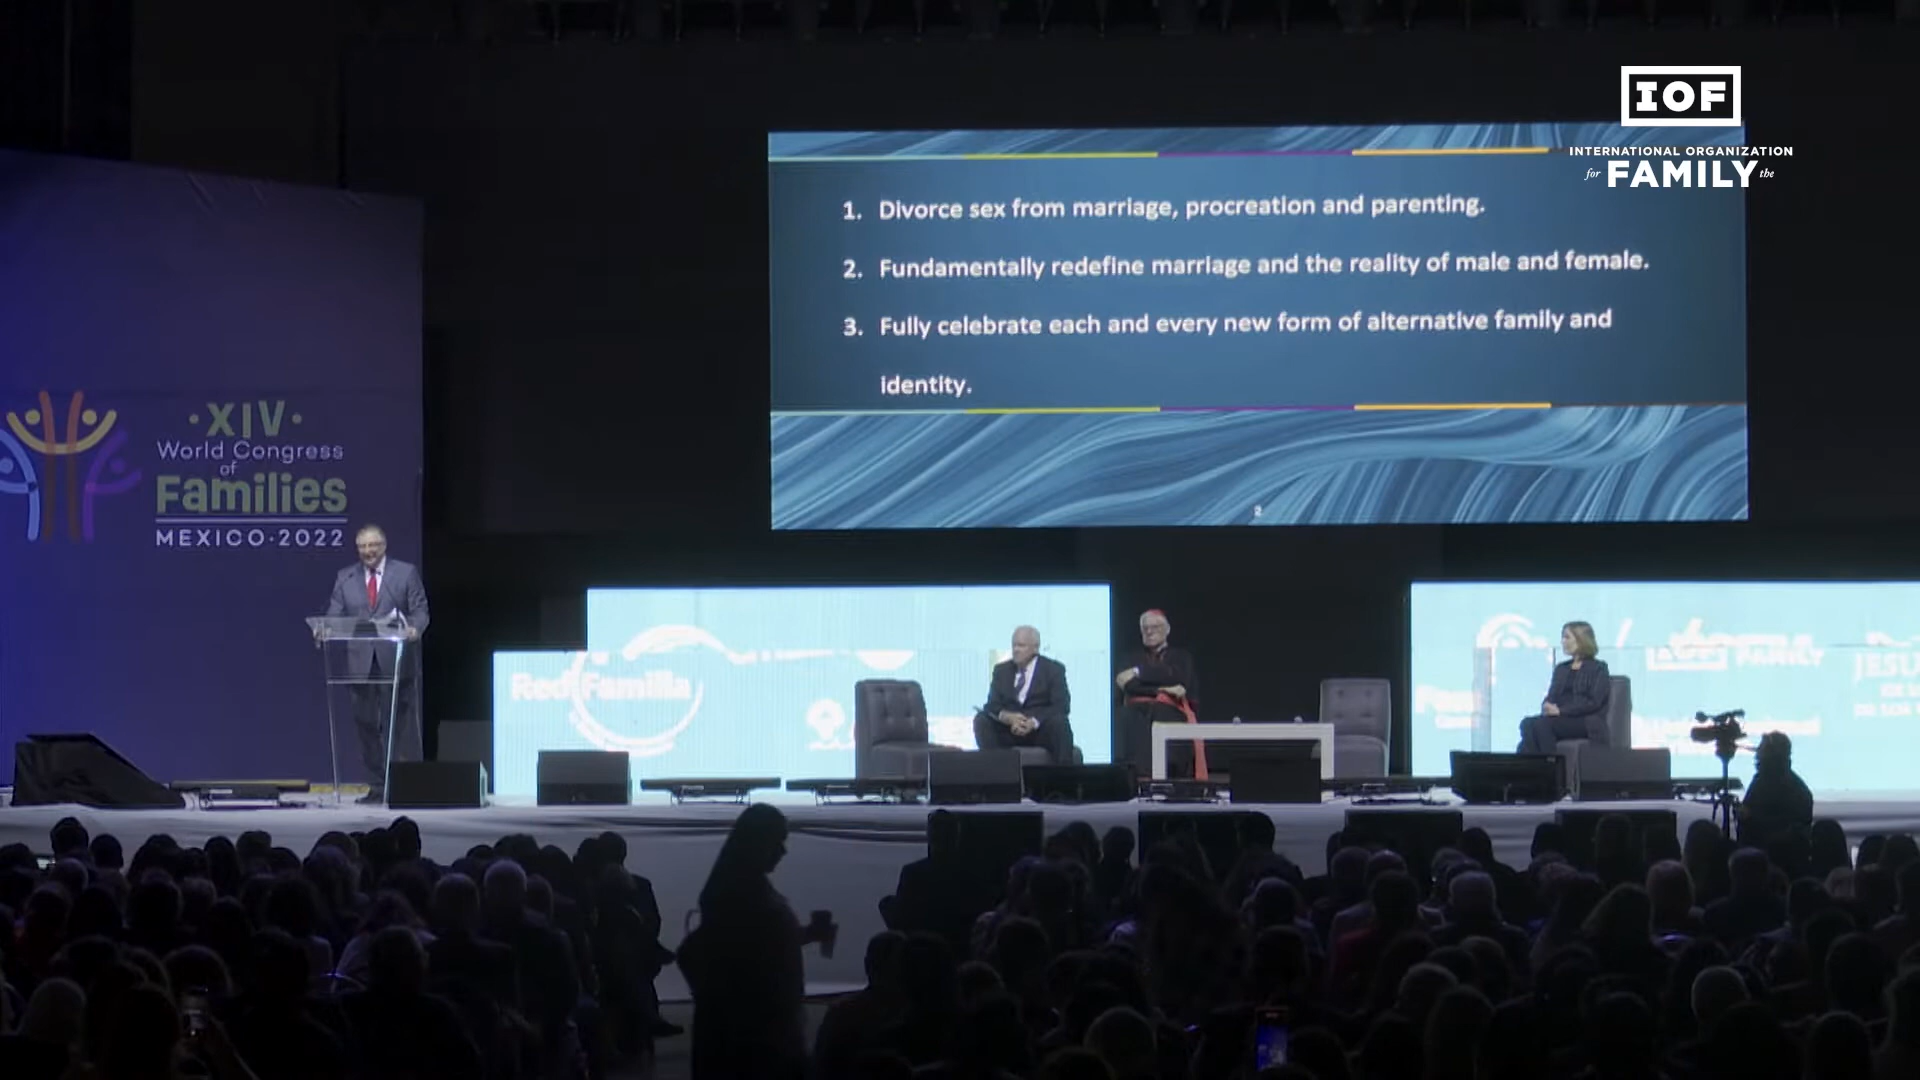 IOF
INTERNATIONAL ORGANIZATION
for FAMILY the
1. Divorce sex from marriage, procreation and parenting.
2. Fundamentally redefine marriage and the reality of male and female.
3. Fully celebrate each and every new form of alternative family and
identity.
2
·XIV·
World Congress
of
Families
MEXICO·2022
Red Familia
FAMILY